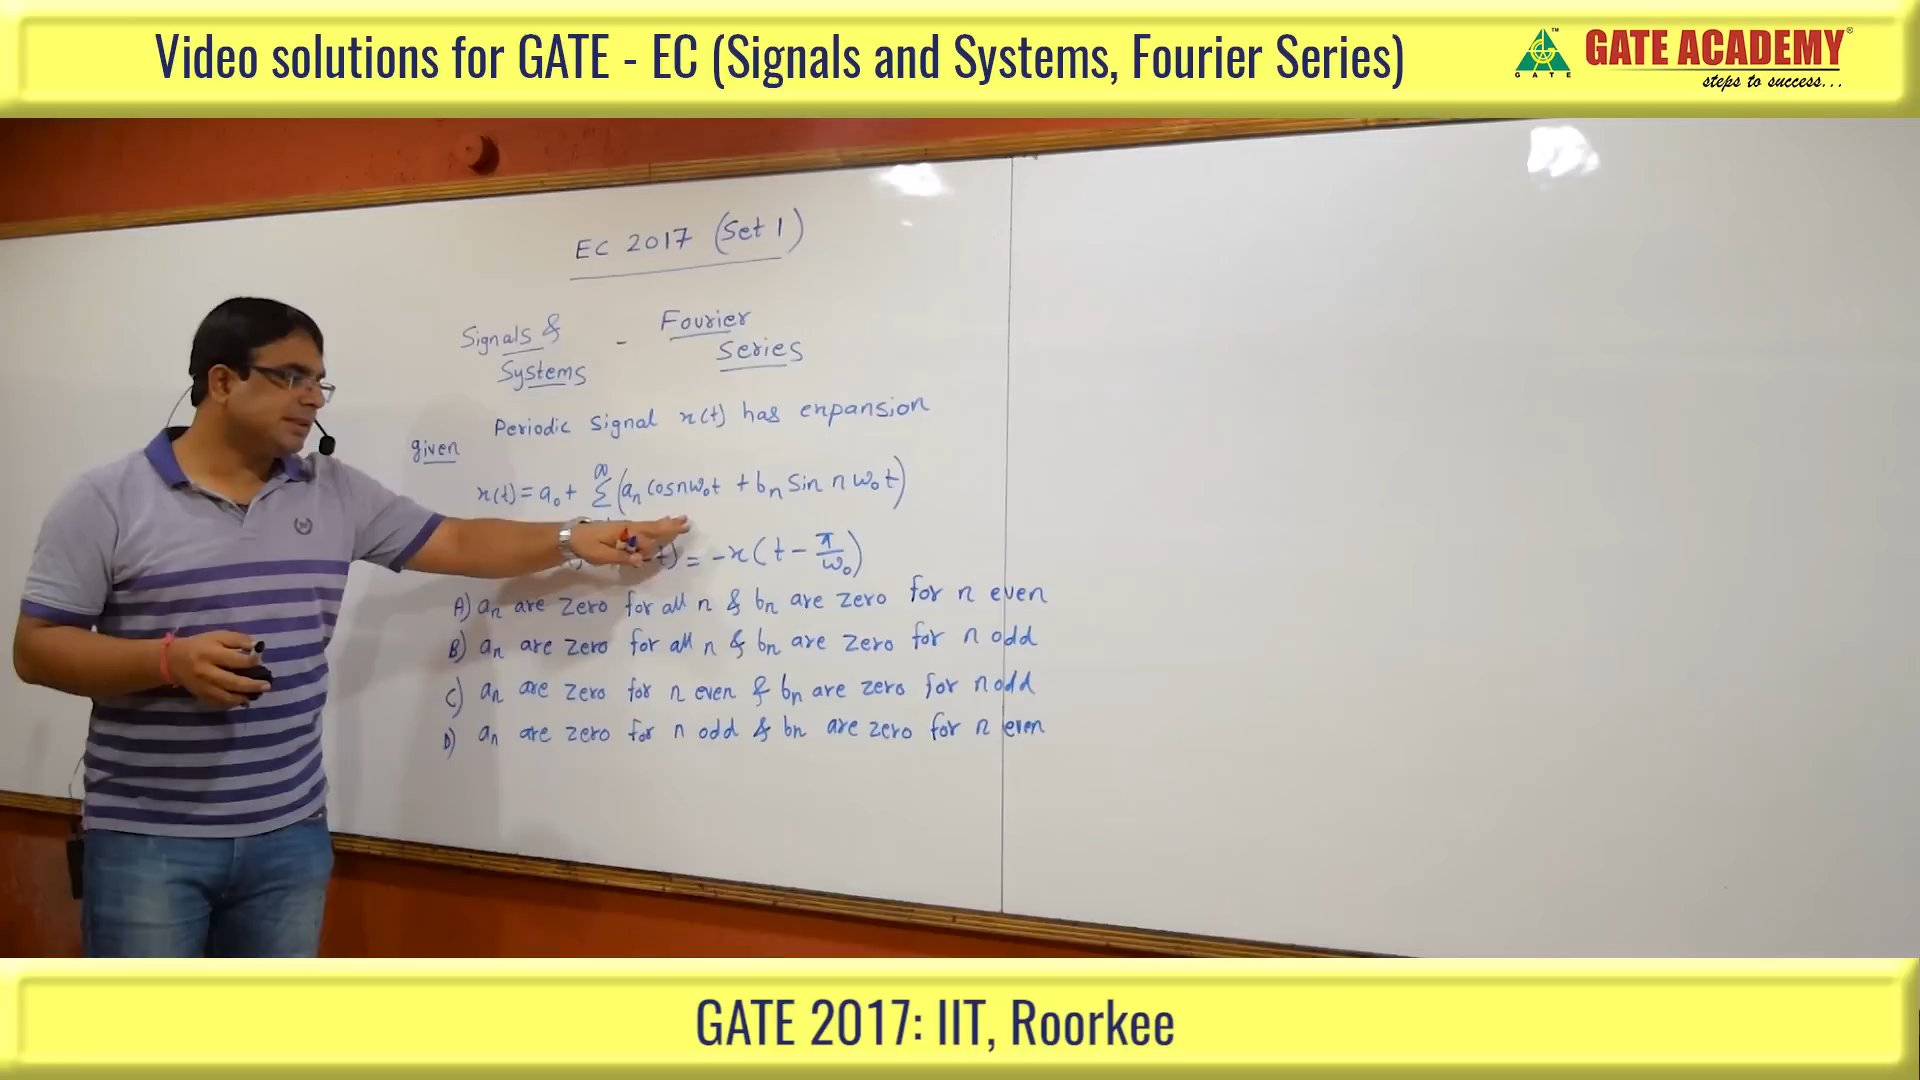 Video solutions for GATE - EC (Signals and Systems, Fourier Series)
GATE
GATE ACADEMY
steps to success...
EC 2017 (Set 1)
Signals & Systems - Fourier Series
Periodic signal x(t) has expansion
given
x(t) = a₀ + ∞ Σ (aₙ cos nω₀t + bₙ sin nω₀t)
t) = -x(t - π/ω₀)
A) aₙ are zero for all n & bₙ are zero for n even
B) aₙ are zero for all n & bₙ are zero for n odd
C) aₙ are zero for n even & bₙ are zero for n odd
D) aₙ are zero for n odd & bₙ are zero for n even
GATE 2017: IIT, Roorkee